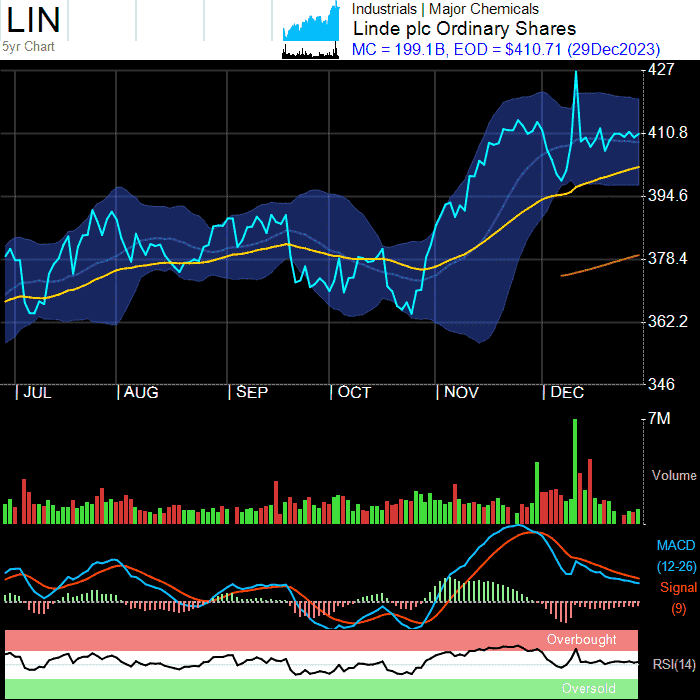 LIN
5yr Chart
Industrials | Major Chemicals
Linde plc Ordinary Shares
MC = 199.1B, EOD = $410.71 (29Dec2023)
427
410.8
394.6
378.4
362.2
346
JUL
AUG
SEP
OCT
NOV
DEC
7M
Volume
MACD
(12-26)
Signal
(9)
Overbought
RSI(14)
Oversold